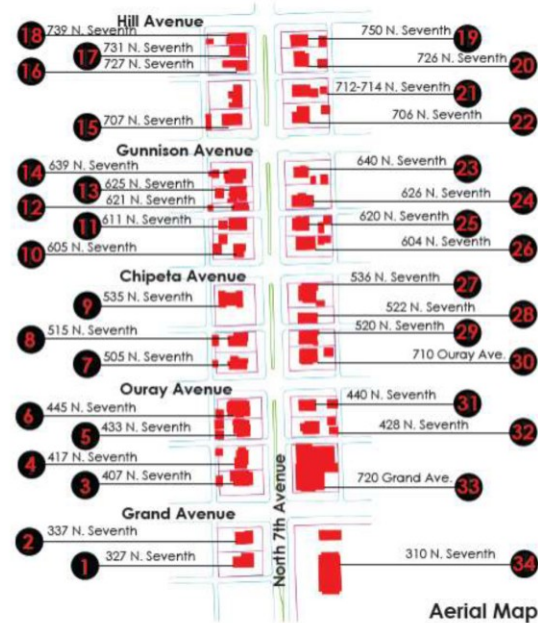 Hill Avenue
18 739 N. Seventh
750 N. Seventh 19
17 731 N. Seventh
726 N. Seventh 20
16 727 N. Seventh
712-714 N. Seventh 21
15 707 N. Seventh
706 N. Seventh 22
Gunnison Avenue
14 639 N. Seventh
640 N. Seventh 23
13 625 N. Seventh
12 621 N. Seventh
626 N. Seventh 24
11 611 N. Seventh
620 N. Seventh 25
10 605 N. Seventh
604 N. Seventh 26
Chipeta Avenue
536 N. Seventh 27
9 535 N. Seventh
522 N. Seventh 28
8 515 N. Seventh
520 N. Seventh 29
7 505 N. Seventh
710 Ouray Ave. 30
Ouray Avenue
6 445 N. Seventh
440 N. Seventh 31
5 433 N. Seventh
428 N. Seventh 32
4 417 N. Seventh
3 407 N. Seventh
720 Grand Ave. 33
North 7th Avenue
Grand Avenue
2 337 N. Seventh
1 327 N. Seventh
310 N. Seventh 34
Aerial Map